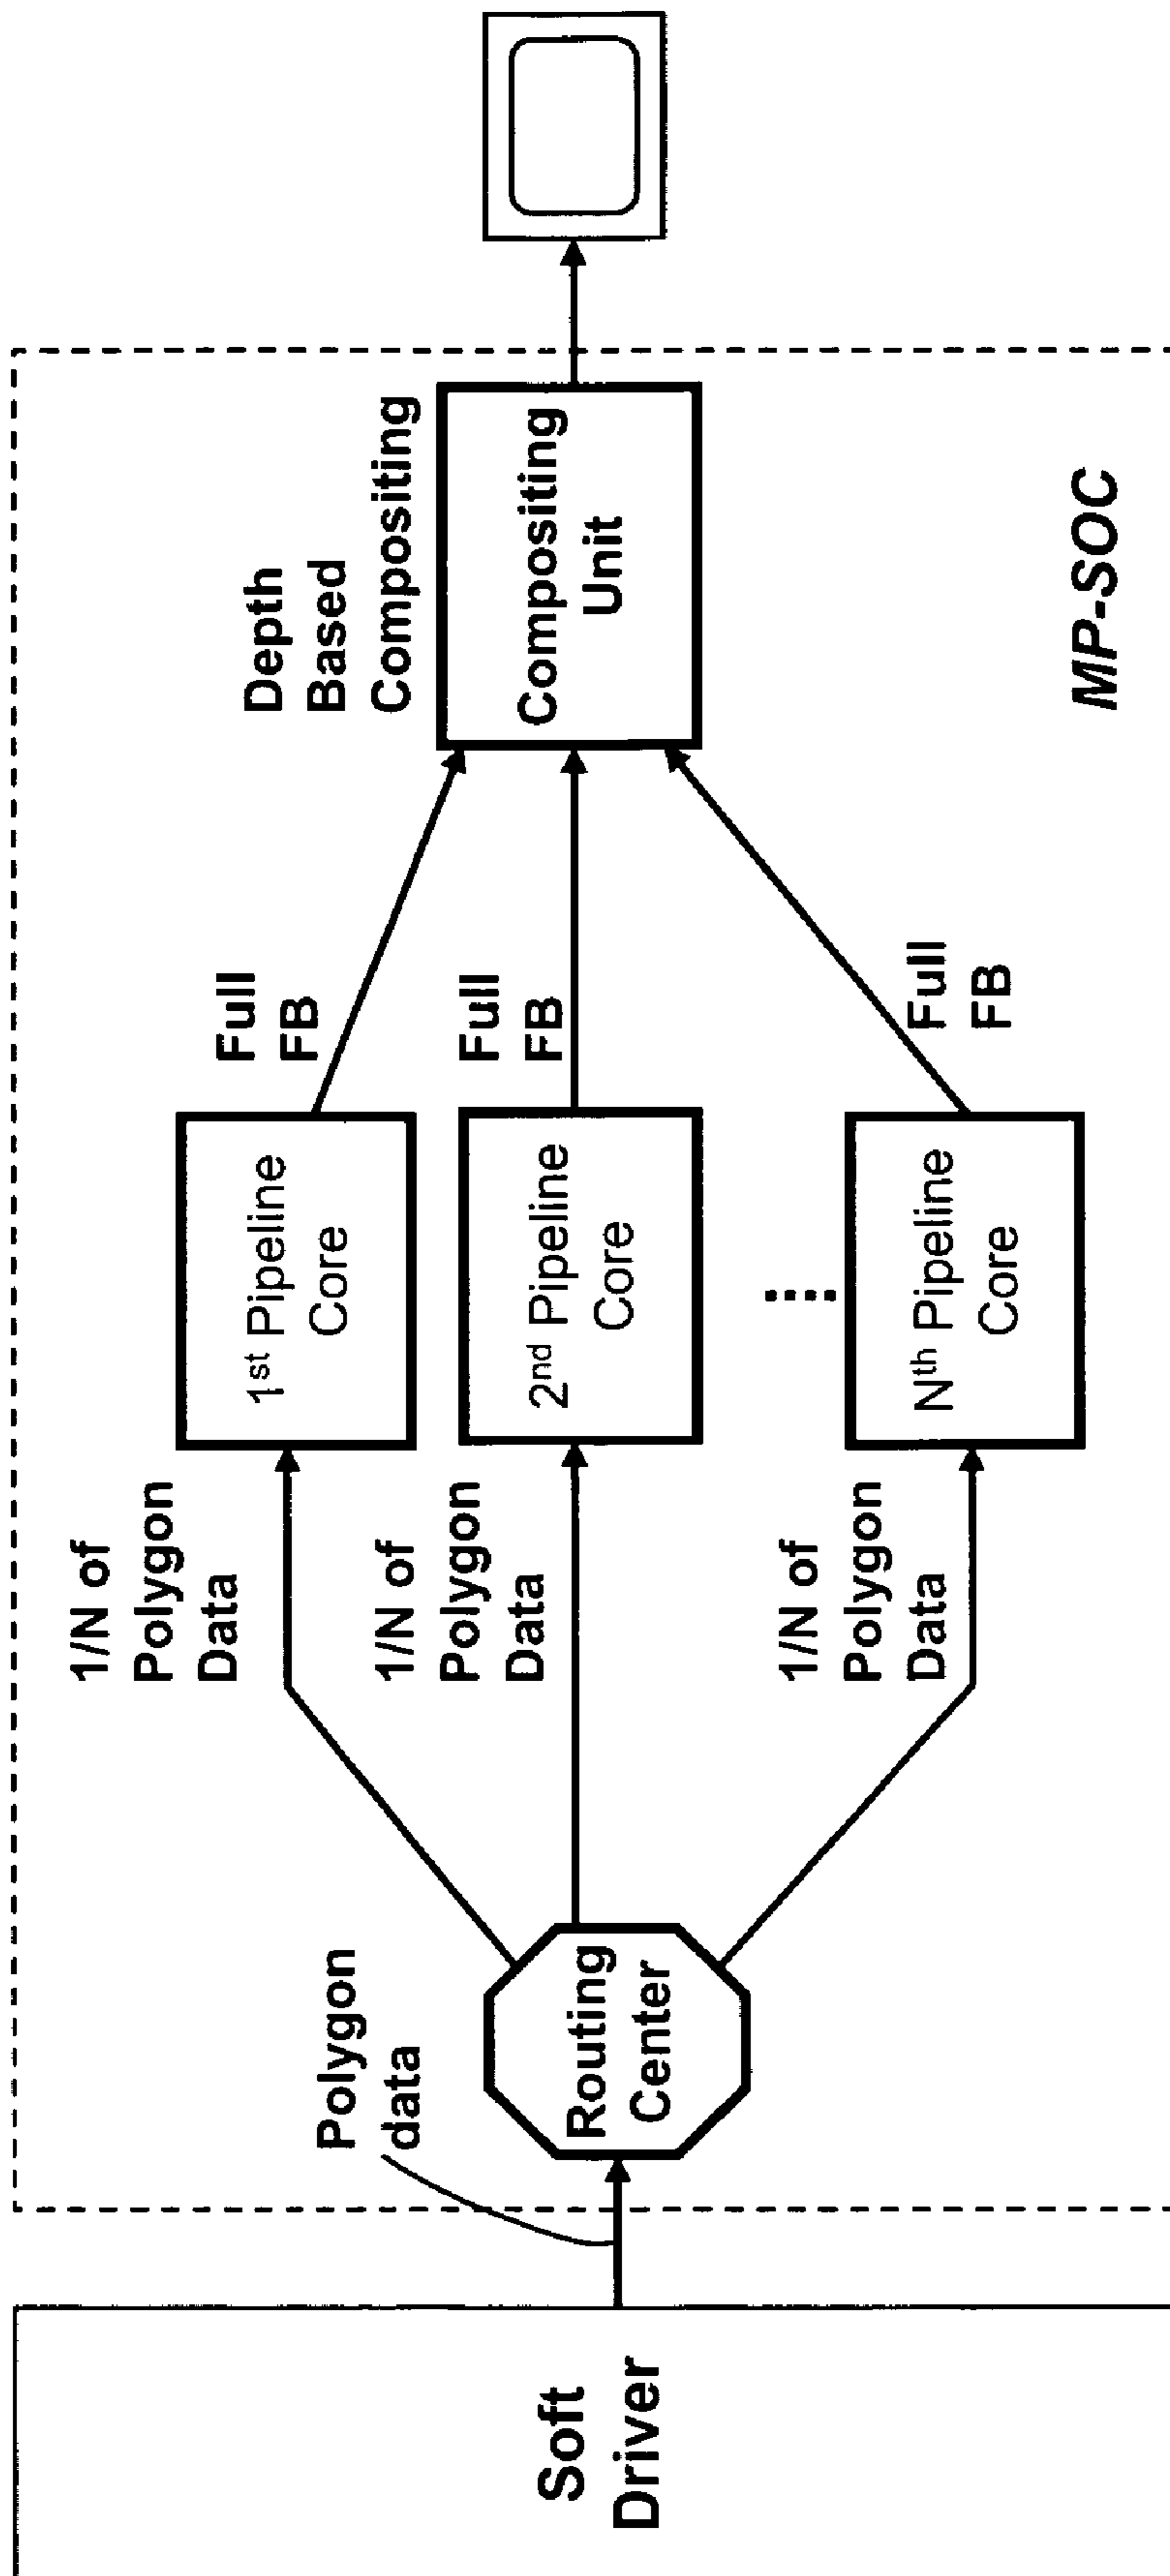 Soft
Driver
Polygon
data
Routing
Center
1/N of
Polygon
Data
1/N of
Polygon
Data
1/N of
Polygon
Data
1st Pipeline
Core
2nd Pipeline
Core
Nth Pipeline
Core
Full
FB
Full
FB
Full
FB
Depth
Based
Compositing
Compositing
Unit
MP-SOC